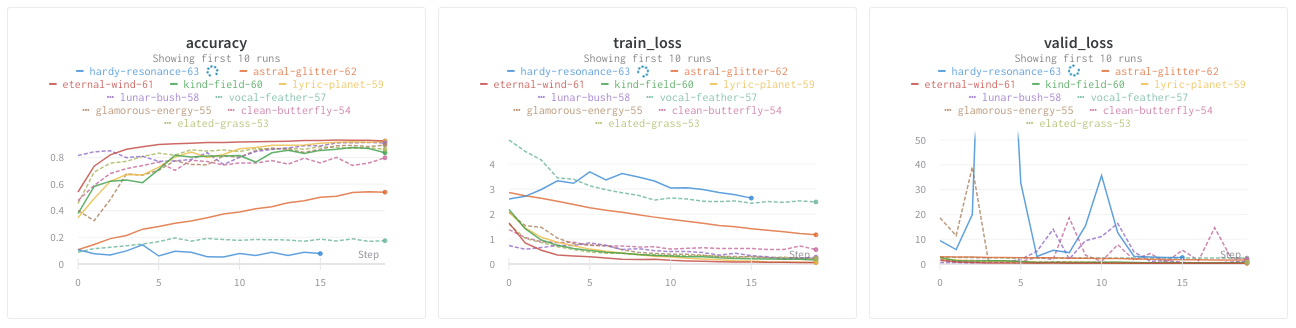 accuracy
Showing first 10 runs
hardy-resonance-63 astral-glitter-62
eternal-wind-61 kind-field-60 lyric-planet-59
lunar-bush-58 vocal-feather-57
glamorous-energy-55 clean-butterfly-54
elated-grass-53
0.8
0.6
0.4
0.2
0
Step
0 5 10 15
train_loss
Showing first 10 runs
hardy-resonance-63 astral-glitter-62
eternal-wind-61 kind-field-60 lyric-planet-59
lunar-bush-58 vocal-feather-57
glamorous-energy-55 clean-butterfly-54
elated-grass-53
4
3
2
1
0
Step
0 5 10 15
valid_loss
Showing first 10 runs
hardy-resonance-63 astral-glitter-62
eternal-wind-61 kind-field-60 lyric-planet-59
lunar-bush-58 vocal-feather-57
glamorous-energy-55 clean-butterfly-54
elated-grass-53
50
40
30
20
10
0
Step
0 5 10 15